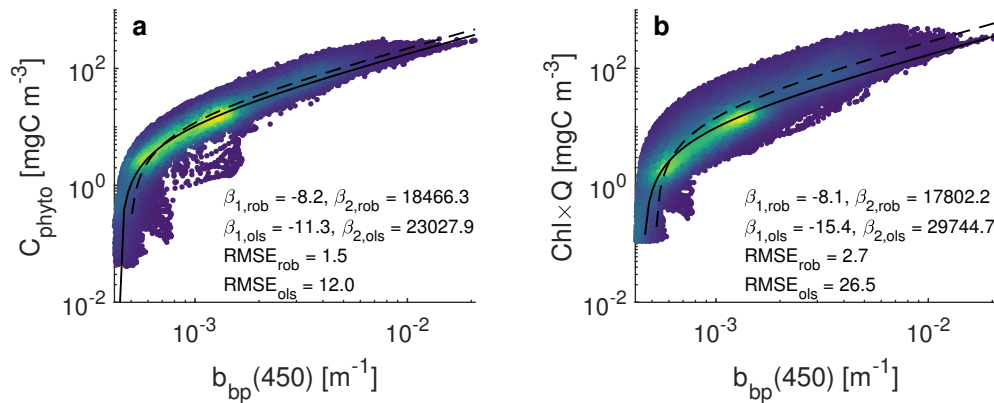 a
10^2
10^0
10^-2
C_phyto [mgC m^-3]
β_1,rob = -8.2, β_2,rob = 18466.3
β_1,ols = -11.3, β_2,ols = 23027.9
RMSE_rob = 1.5
RMSE_ols = 12.0
10^-3
10^-2
b_bp(450) [m^-1]
b
10^2
10^0
10^-2
Chl×Q [mgC m^-3]
β_1,rob = -8.1, β_2,rob = 17802.2
β_1,ols = -15.4, β_2,ols = 29744.7
RMSE_rob = 2.7
RMSE_ols = 26.5
10^-3
10^-2
b_bp(450) [m^-1]